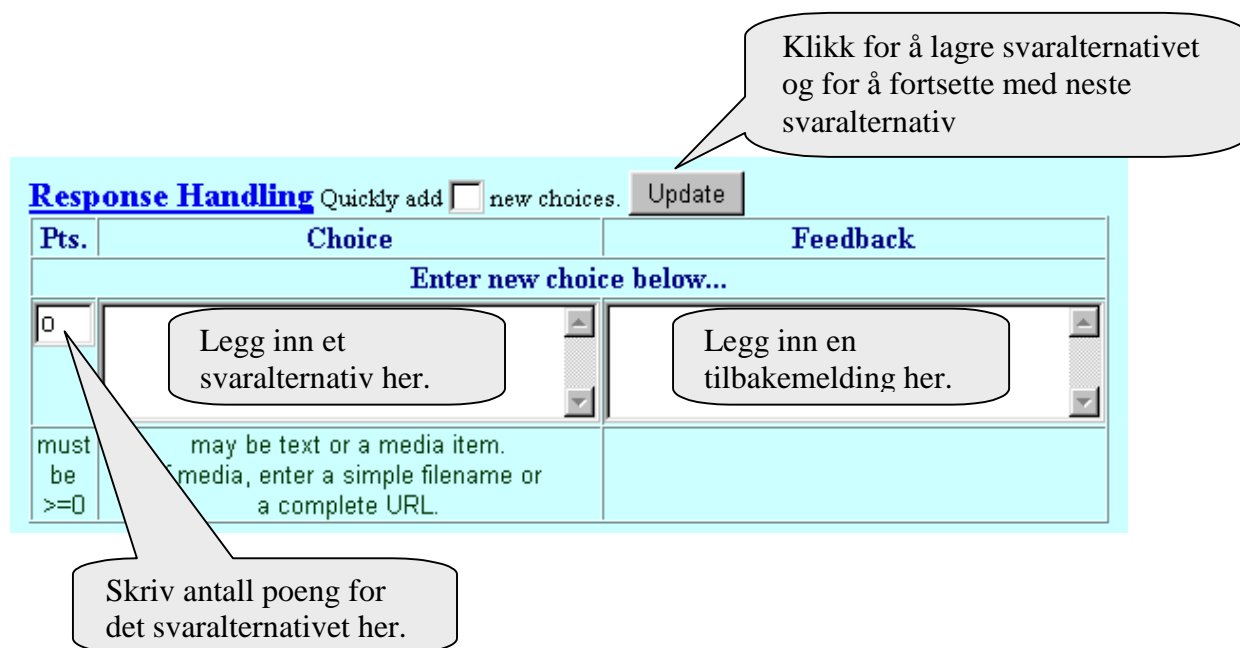 Klikk for å lagre svaralternativet
og for å fortsette med neste
svaralternativ
Response Handling Quickly add new choices. Update
Pts. Choice Feedback
Enter new choice below...
0
Legg inn et
svaralternativ her.
Legg inn en
tilbakemelding her.
must
be
>=0
may be text or a media item.
f media, enter a simple filename or
a complete URL.
Skriv antall poeng for
det svaralternativet her.